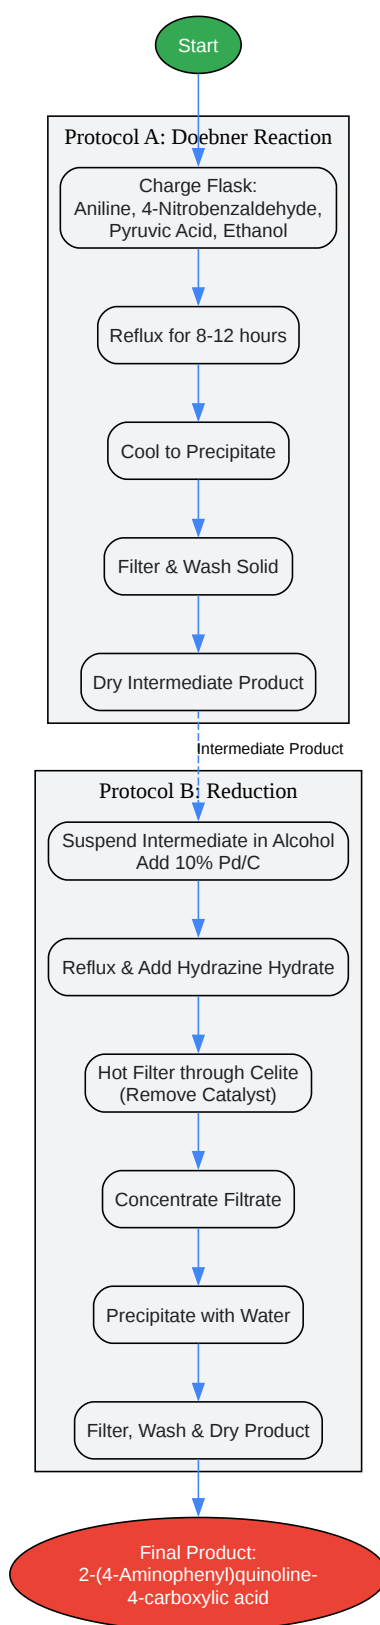 Start
Protocol A: Doebner Reaction
Charge Flask:
Aniline, 4-Nitrobenzaldehyde,
Pyruvic Acid, Ethanol
Reflux for 8-12 hours
Cool to Precipitate
Filter & Wash Solid
Dry Intermediate Product
Intermediate Product
Protocol B: Reduction
Suspend Intermediate in Alcohol
Add 10% Pd/C
Reflux & Add Hydrazine Hydrate
Hot Filter through Celite
(Remove Catalyst)
Concentrate Filtrate
Precipitate with Water
Filter, Wash & Dry Product
Final Product:
2-(4-Aminophenyl)quinoline-
4-carboxylic acid